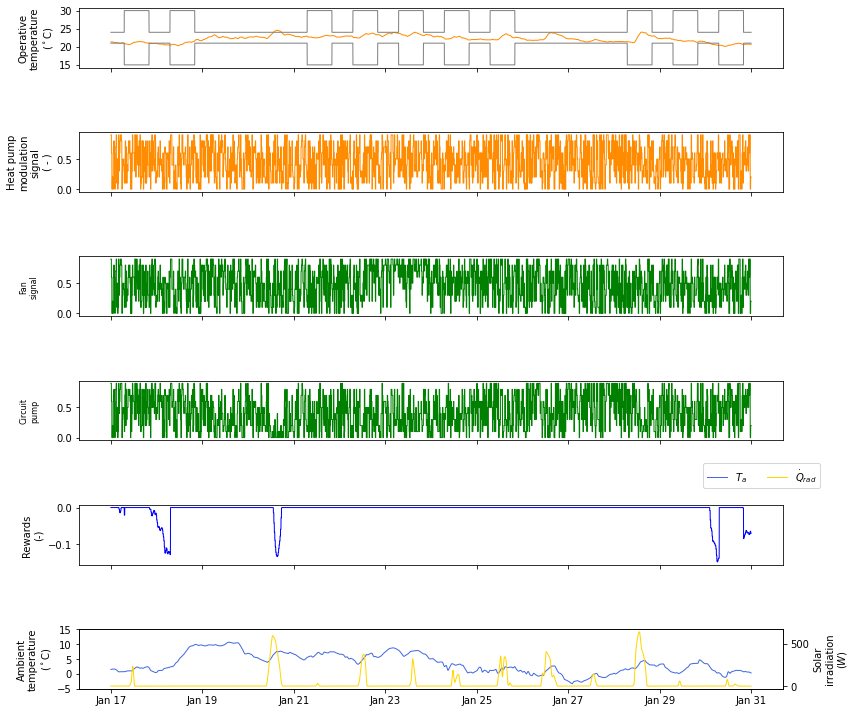 Operative
temperature
(°C)
30
25
20
15
Heat pump
modulation
signal
( - )
0.5
0.0
Fan
signal
0.5
0.0
Circuit
pump
0.5
0.0
T_a Q̇_rad
Rewards
(-)
0.0
−0.1
Ambient
temperature
(°C)
15
10
5
0
−5
500
0
Solar
irradiation
(W)
Jan 17 Jan 19 Jan 21 Jan 23 Jan 25 Jan 27 Jan 29 Jan 31